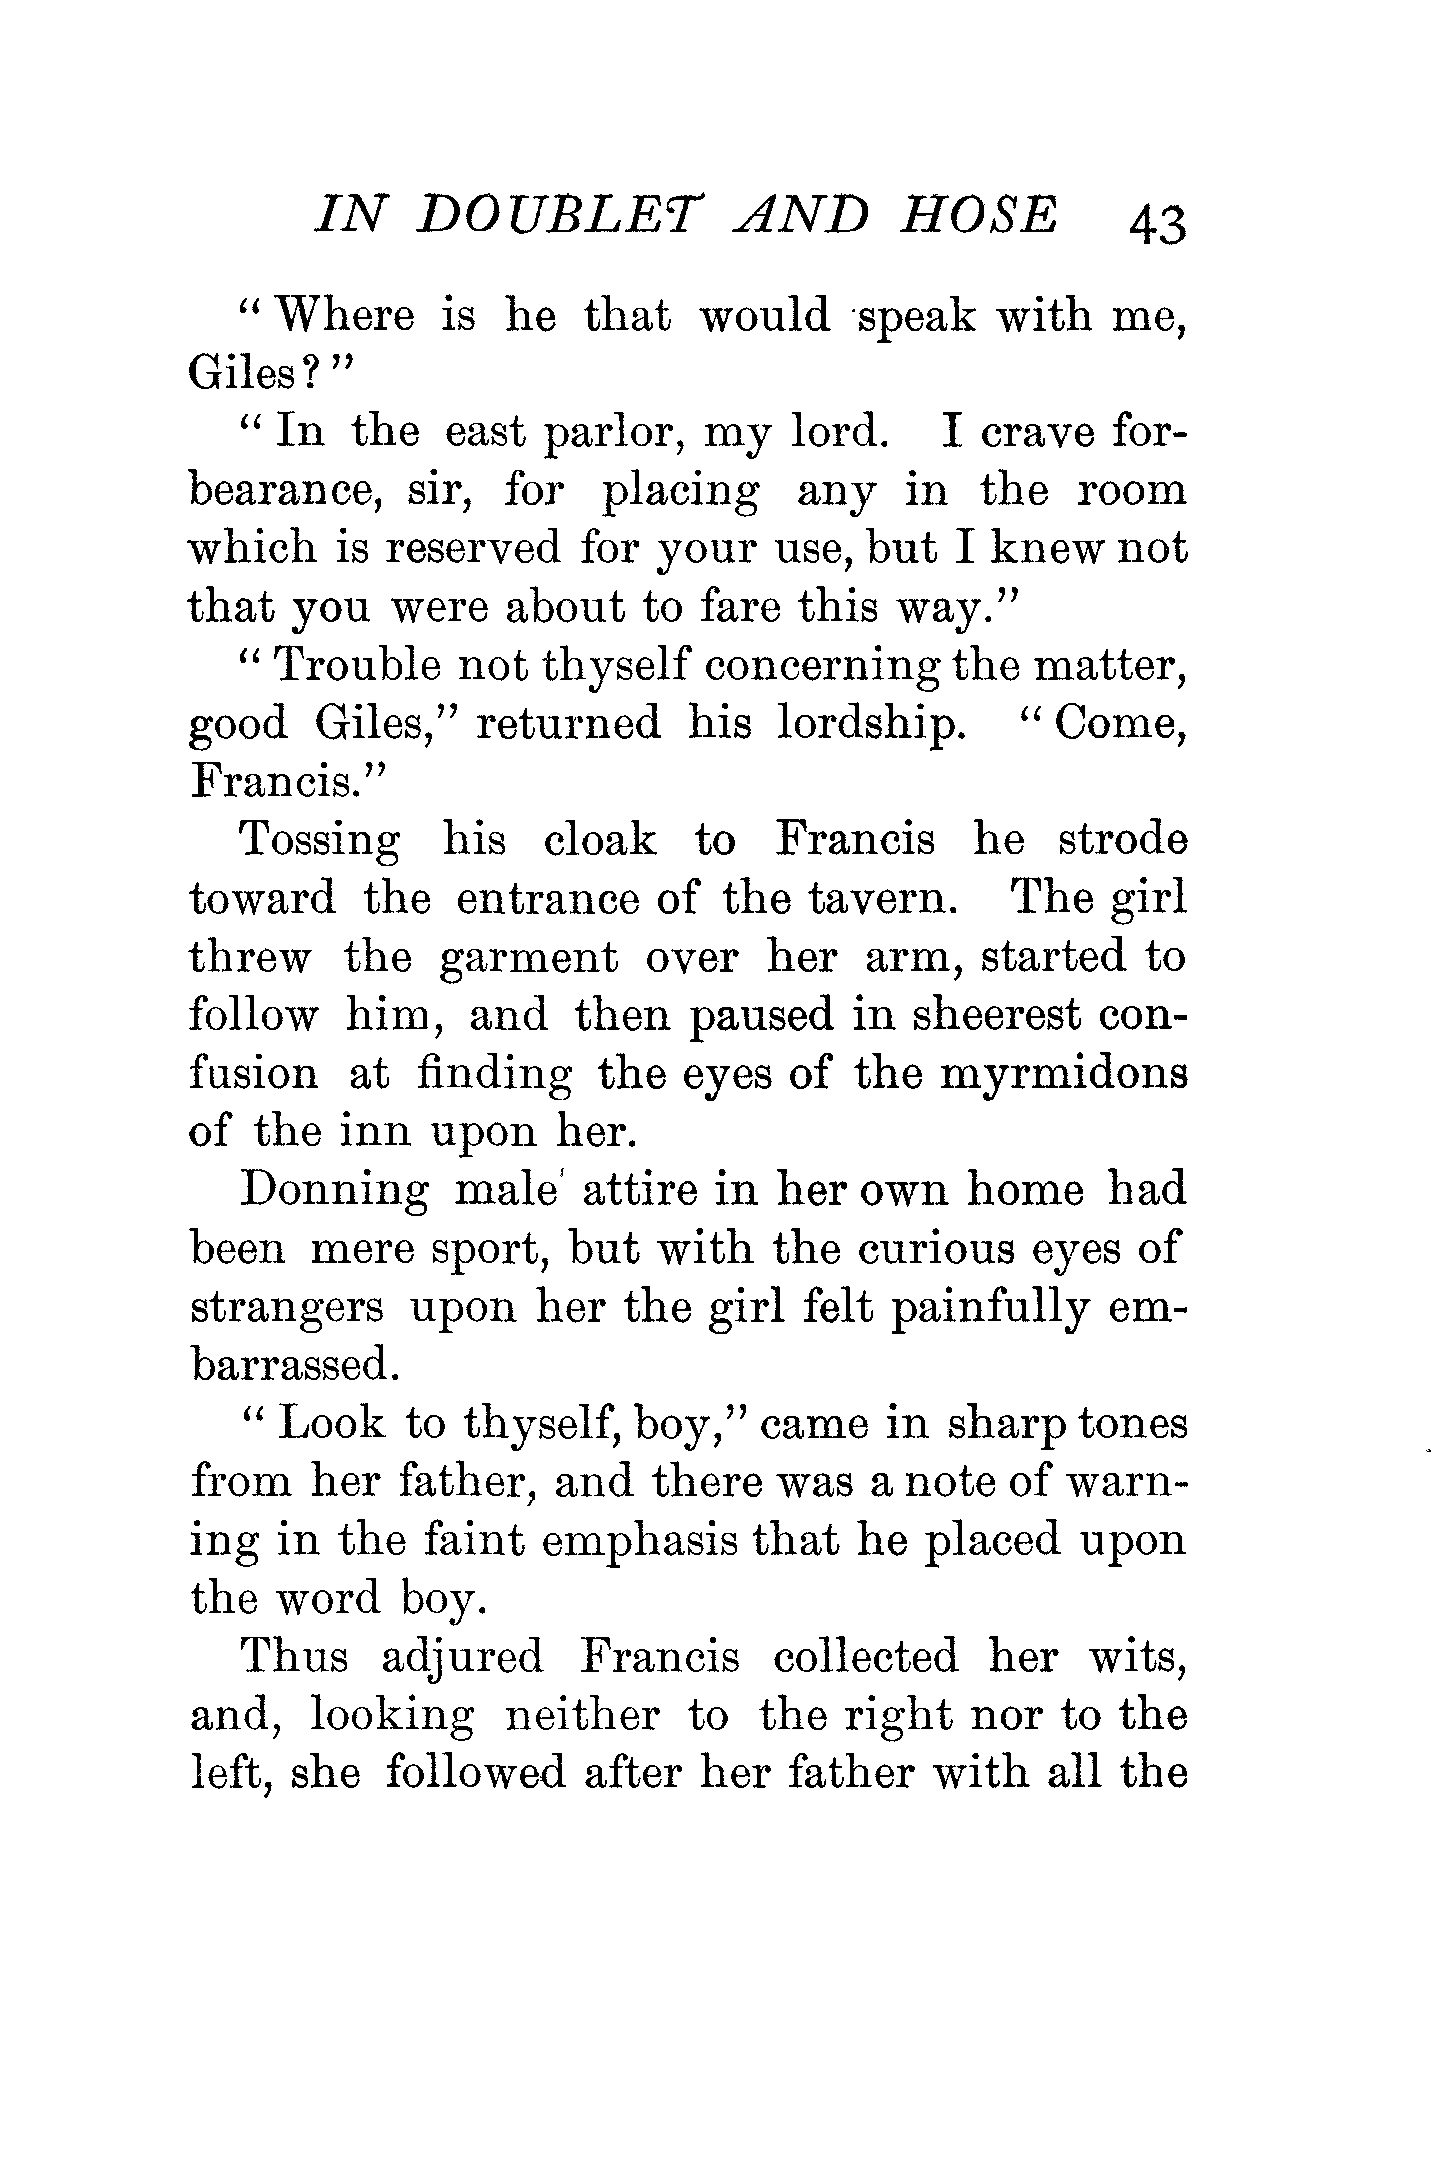 IN DOUBLET AND HOSE 43
" Where is he that would speak with me,
Giles ? "
" In the east parlor, my lord. I crave for-
bearance, sir, for placing any in the room
which is reserved for your use, but I knew not
that you were about to fare this way."
" Trouble not thyself concerning the matter,
good Giles," returned his lordship. " Come,
Francis."
Tossing his cloak to Francis he strode
toward the entrance of the tavern. The girl
threw the garment over her arm, started to
follow him, and then paused in sheerest con-
fusion at finding the eyes of the myrmidons
of the inn upon her.
Donning male attire in her own home had
been mere sport, but with the curious eyes of
strangers upon her the girl felt painfully em-
barrassed.
" Look to thyself, boy," came in sharp tones
from her father, and there was a note of warn-
ing in the faint emphasis that he placed upon
the word boy.
Thus adjured Francis collected her wits,
and, looking neither to the right nor to the
left, she followed after her father with all the